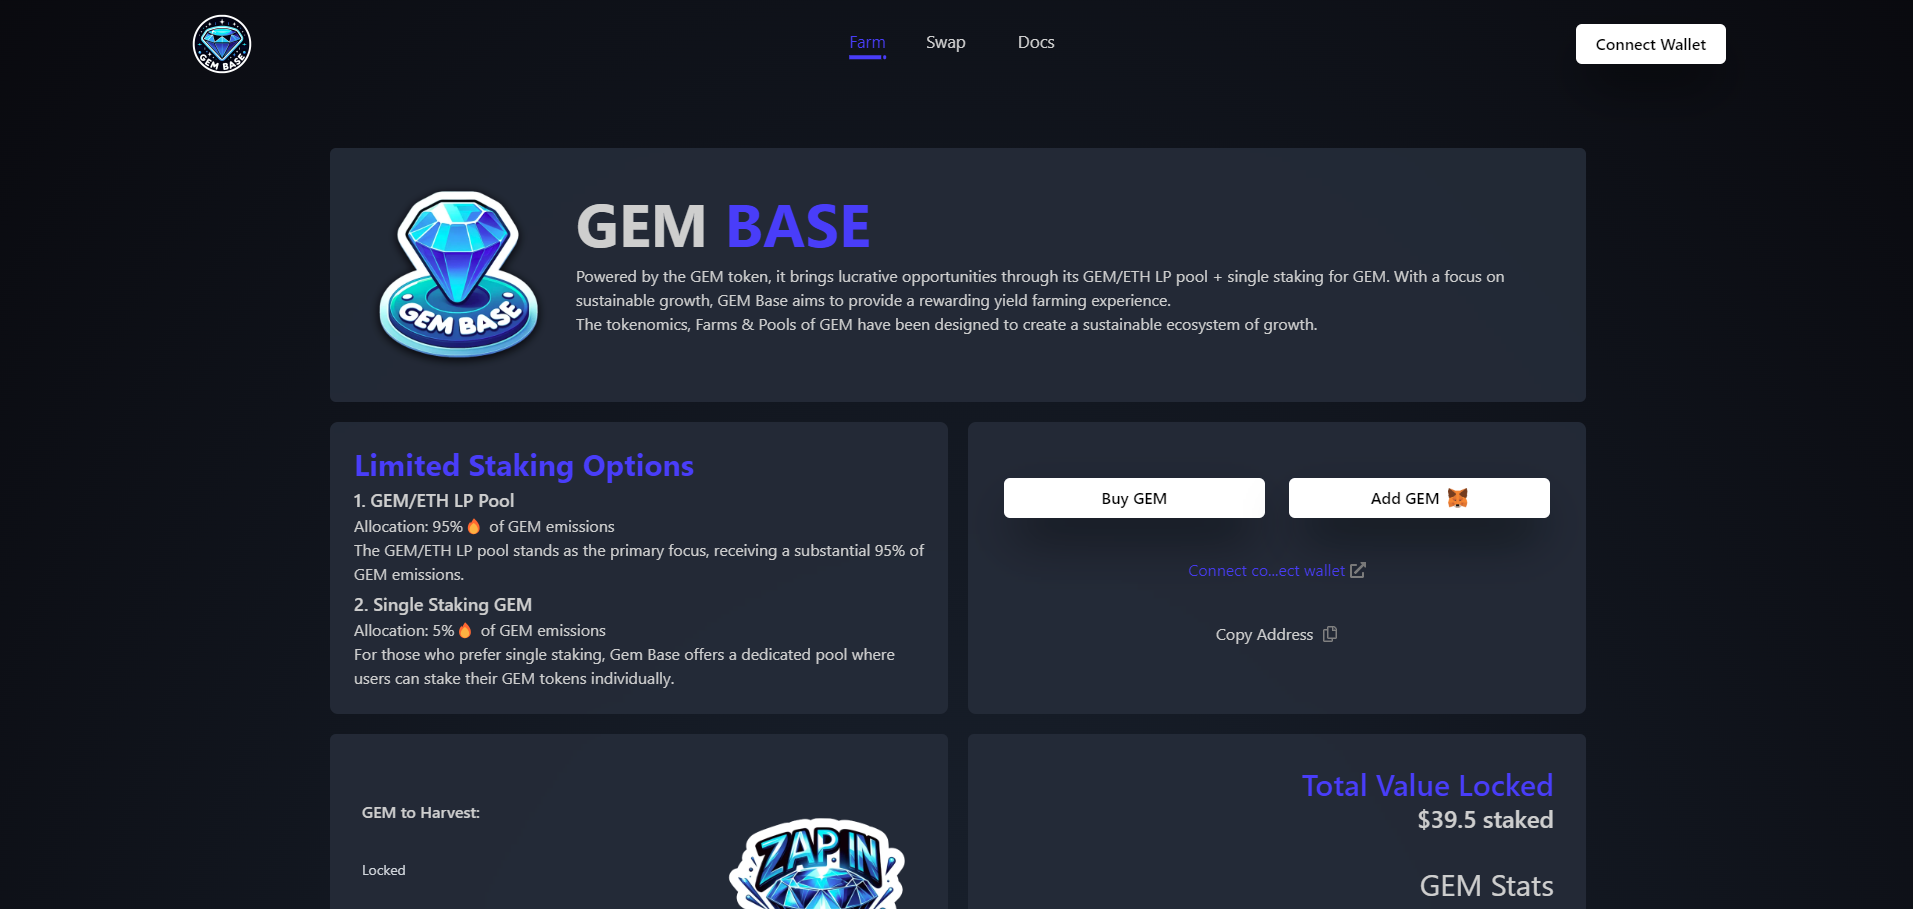 GEM BASE
Farm
Swap
Docs
Connect Wallet
GEM BASE
GEM BASE
Powered by the GEM token, it brings lucrative opportunities through its GEM/ETH LP pool + single staking for GEM. With a focus on
sustainable growth, GEM Base aims to provide a rewarding yield farming experience.
The tokenomics, Farms & Pools of GEM have been designed to create a sustainable ecosystem of growth.
Limited Staking Options
1. GEM/ETH LP Pool
Allocation: 95%🔥 of GEM emissions
The GEM/ETH LP pool stands as the primary focus, receiving a substantial 95% of
GEM emissions.
2. Single Staking GEM
Allocation: 5%🔥 of GEM emissions
For those who prefer single staking, Gem Base offers a dedicated pool where
users can stake their GEM tokens individually.
Buy GEM
Add GEM
Connect co...ect wallet
Copy Address
GEM to Harvest:
Locked
ZAP IN
Total Value Locked
$39.5 staked
GEM Stats